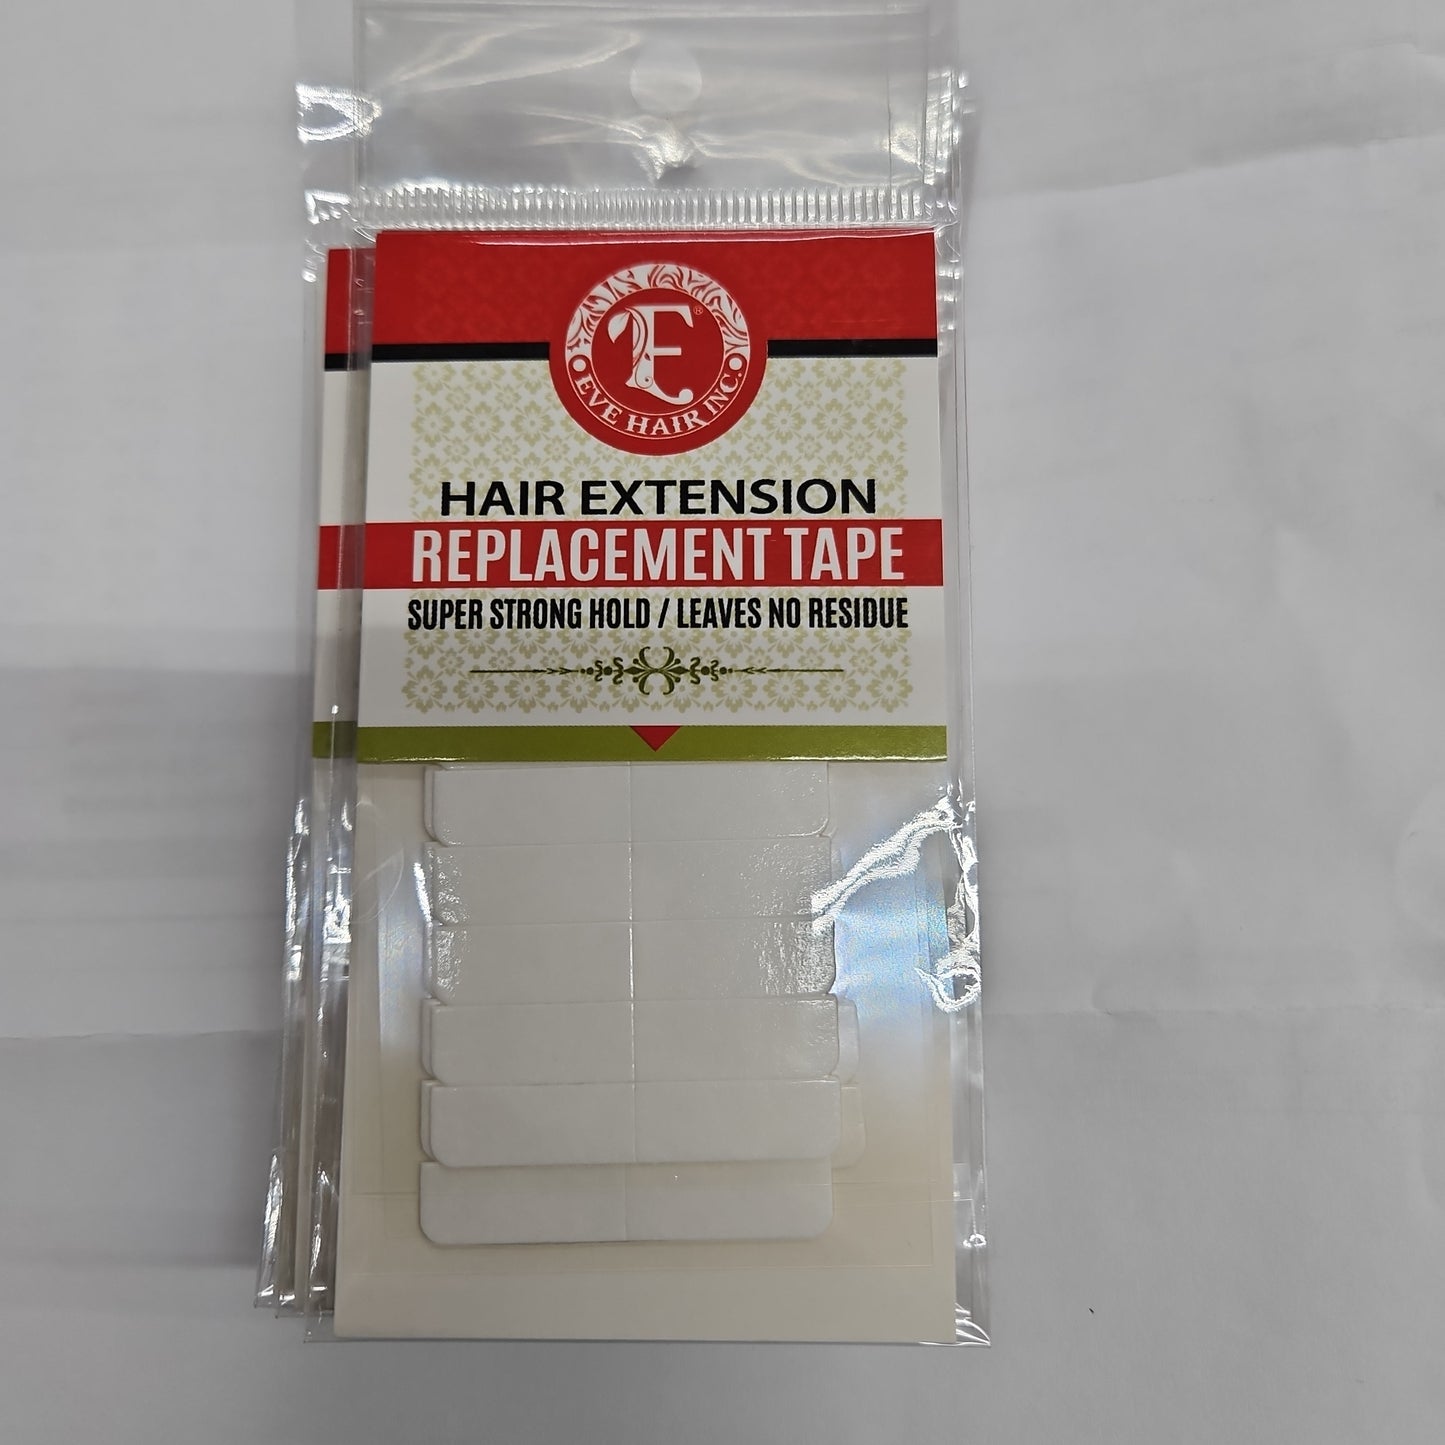 E®
EVE HAIR INC.
HAIR EXTENSION
REPLACEMENT TAPE
SUPER STRONG HOLD / LEAVES NO RESIDUE